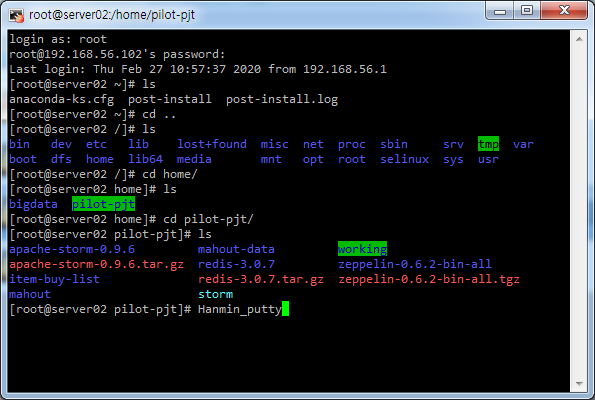 root@server02:/home/pilot-pjt
login as: root
root@192.168.56.102's password:
Last login: Thu Feb 27 10:57:37 2020 from 192.168.56.1
[root@server02 ~]# ls
anaconda-ks.cfg  post-install  post-install.log
[root@server02 ~]# cd ..
[root@server02 /]# ls
bin   dev  etc   lib    lost+found  misc  net  proc  sbin     srv  tmp  var
boot  dfs  home  lib64  media       mnt   opt  root  selinux  sys  usr
[root@server02 /]# cd home/
[root@server02 home]# ls
bigdata  pilot-pjt
[root@server02 home]# cd pilot-pjt/
[root@server02 pilot-pjt]# ls
apache-storm-0.9.6         mahout-data         working
apache-storm-0.9.6.tar.gz  redis-3.0.7         zeppelin-0.6.2-bin-all
item-buy-list              redis-3.0.7.tar.gz  zeppelin-0.6.2-bin-all.tgz
mahout                     storm
[root@server02 pilot-pjt]# Hanmin_putty